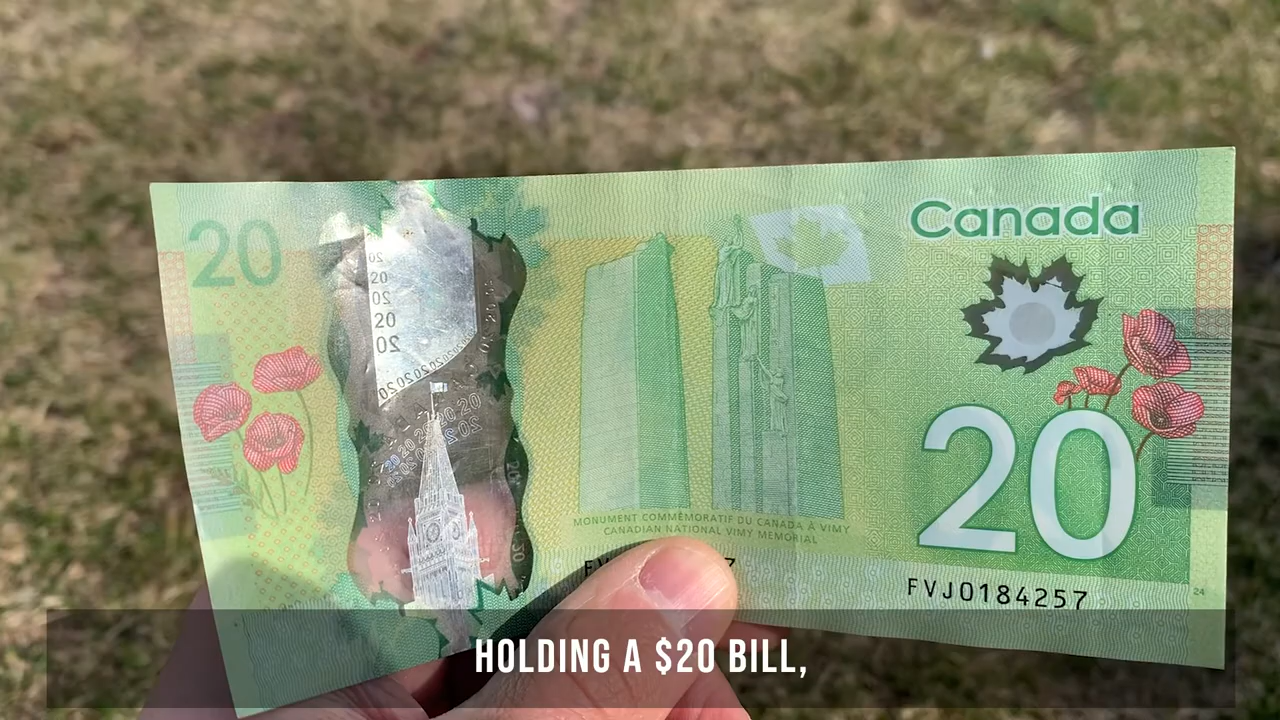 20
Canada
20
20
20
20
20
MONUMENT COMMÉMORATIF DU CANADA À VIMY
CANADIAN NATIONAL VIMY MEMORIAL
20
FVJ0184257
24
HOLDING A $20 BILL,